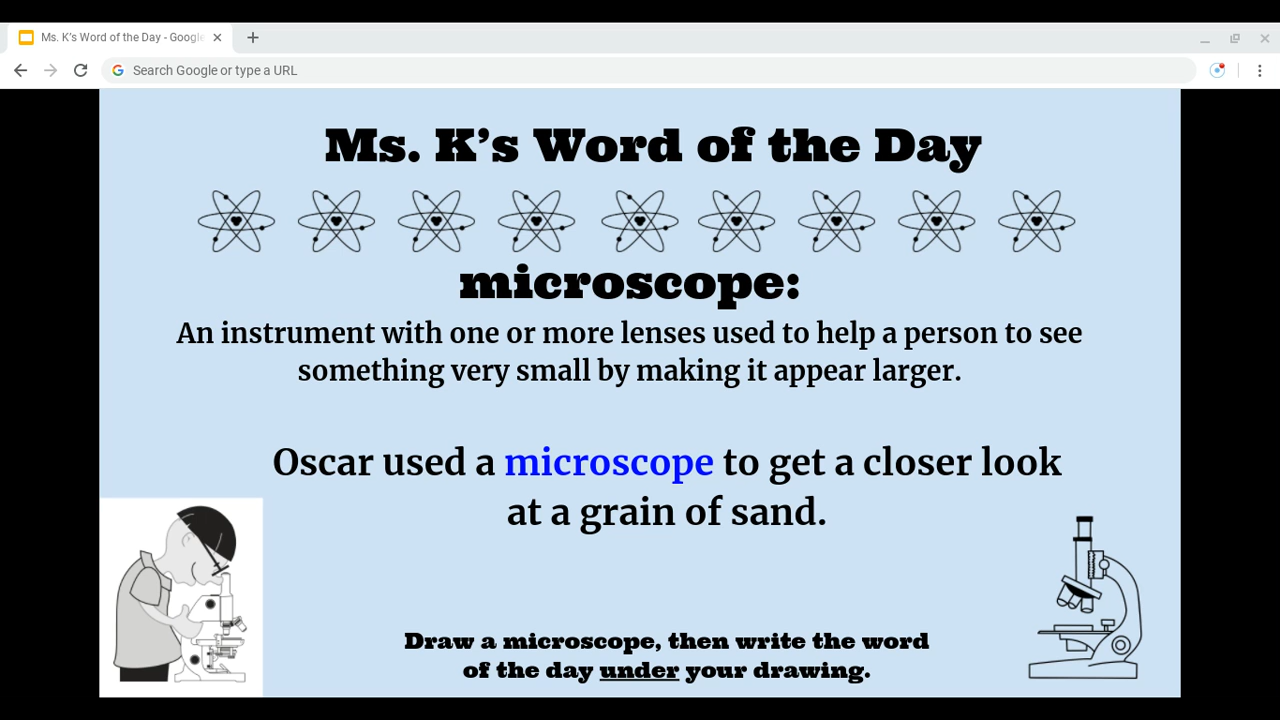 Ms. K's Word of the Day - Google
Search Google or type a URL
Ms. K’s Word of the Day
microscope:
An instrument with one or more lenses used to help a person to see
something very small by making it appear larger.
Oscar used a microscope to get a closer look
at a grain of sand.
Draw a microscope, then write the word
of the day under your drawing.